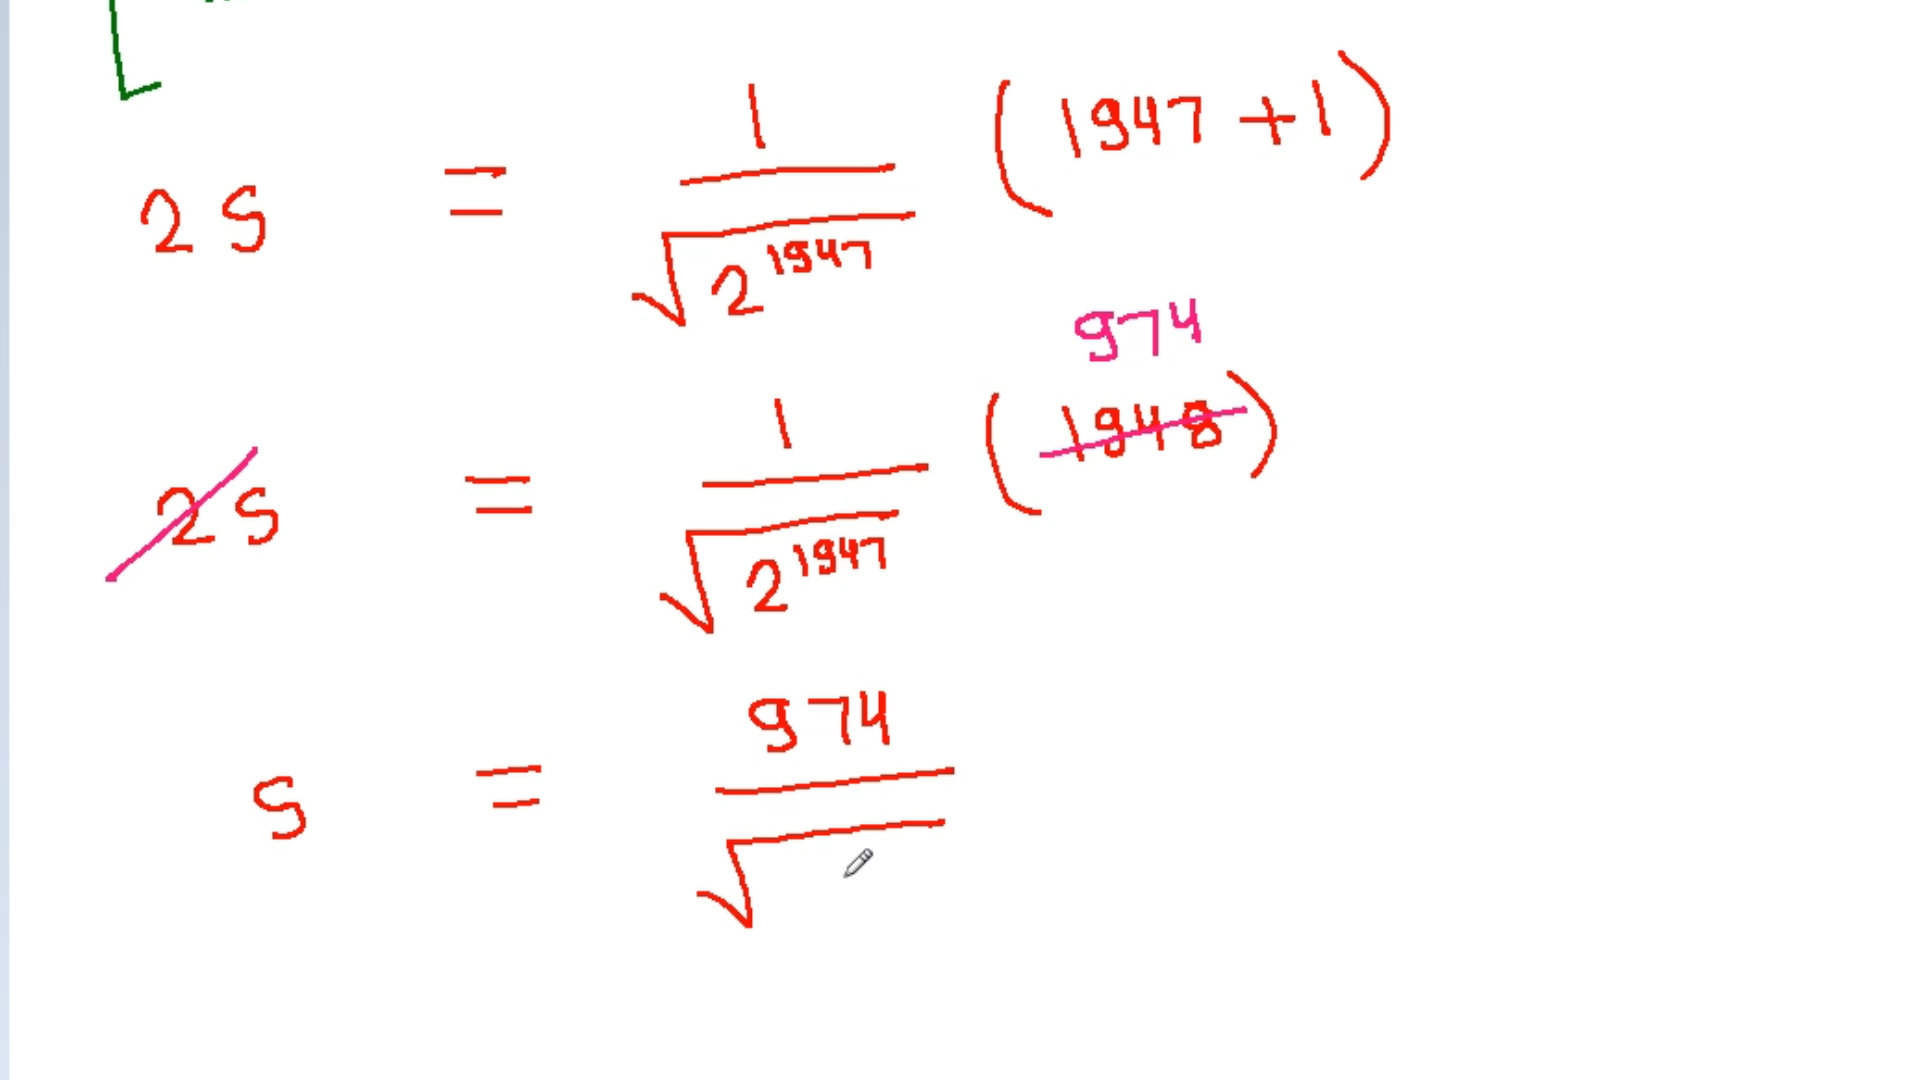 2S = 1/√2^1947 (1947 + 1)
974
2S = 1/√2^1947 (1948)
S = 974/√